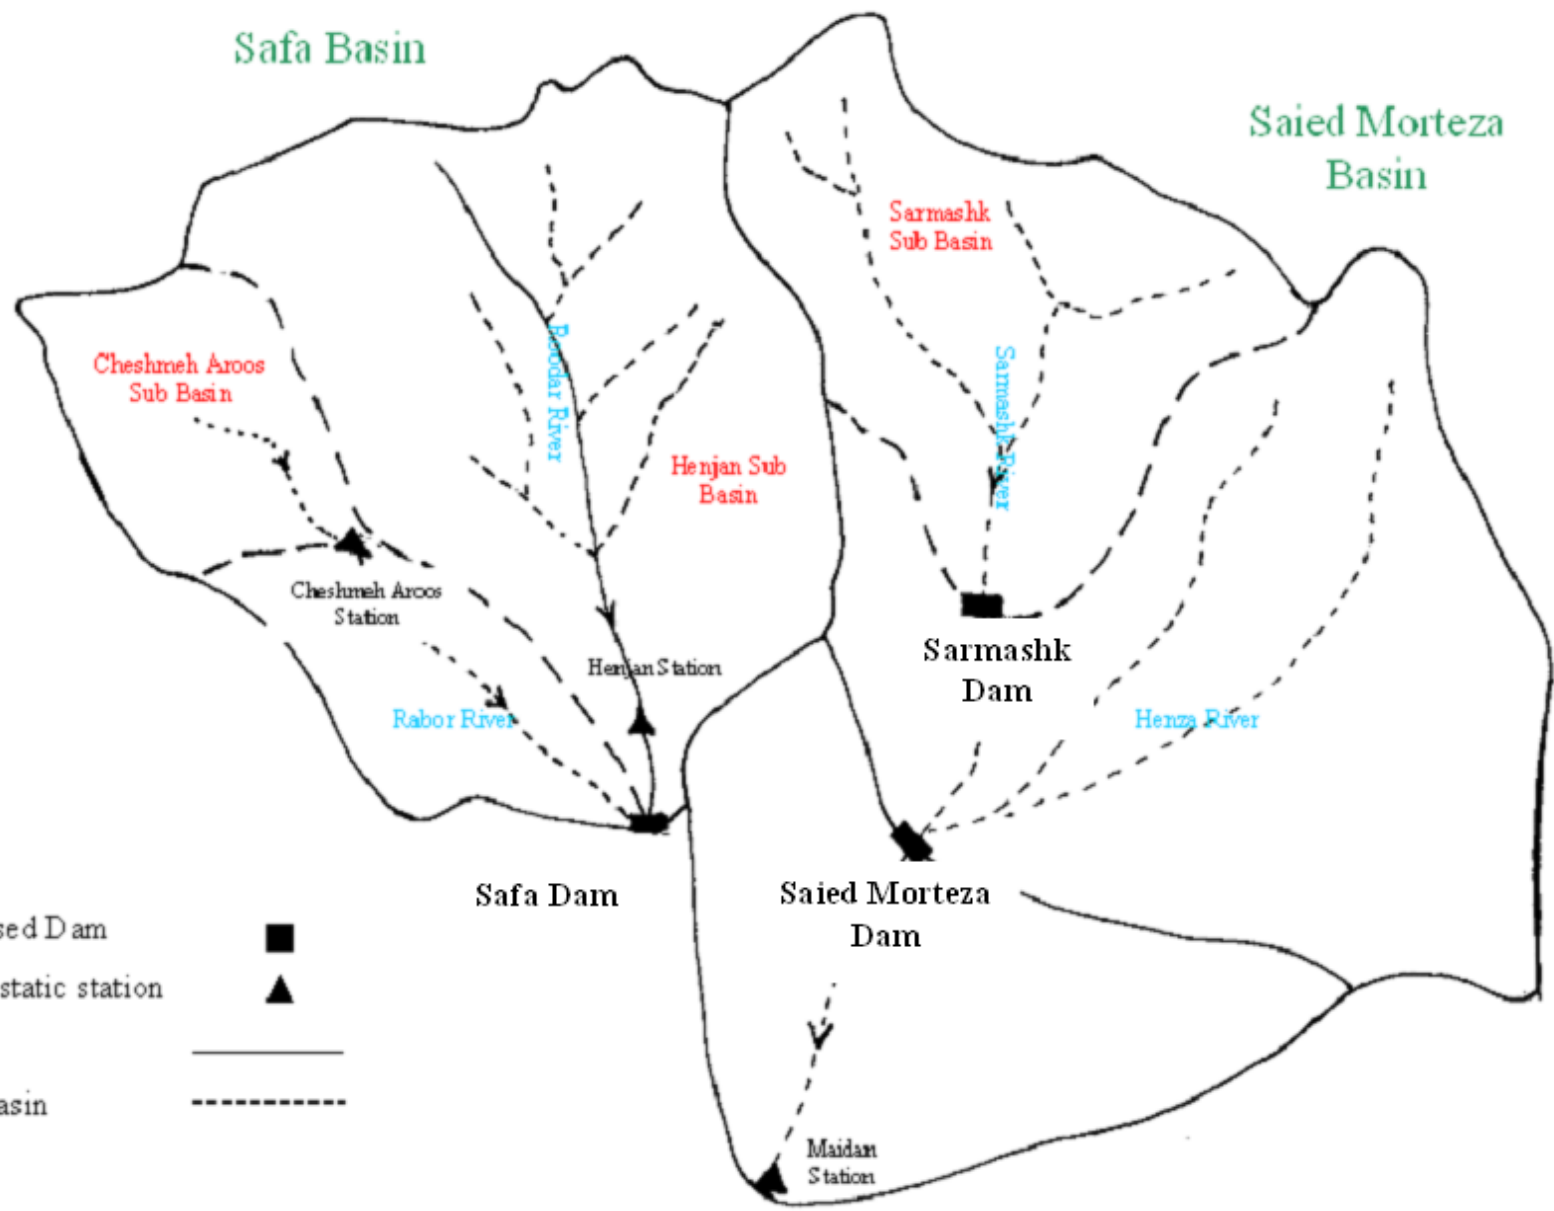 Safa Basin
Saied Morteza
Basin
Sarmashk
Sub Basin
Cheshmeh Aroos
Sub Basin
Roodar River
Sarmashk River
Henjan Sub
Basin
Cheshmeh Aroos
Station
Sarmashk
Dam
Henjan Station
Rabor River
Henza River
Safa Dam
Saied Morteza
Dam
sed Dam
static station
asin
Maidan
Station